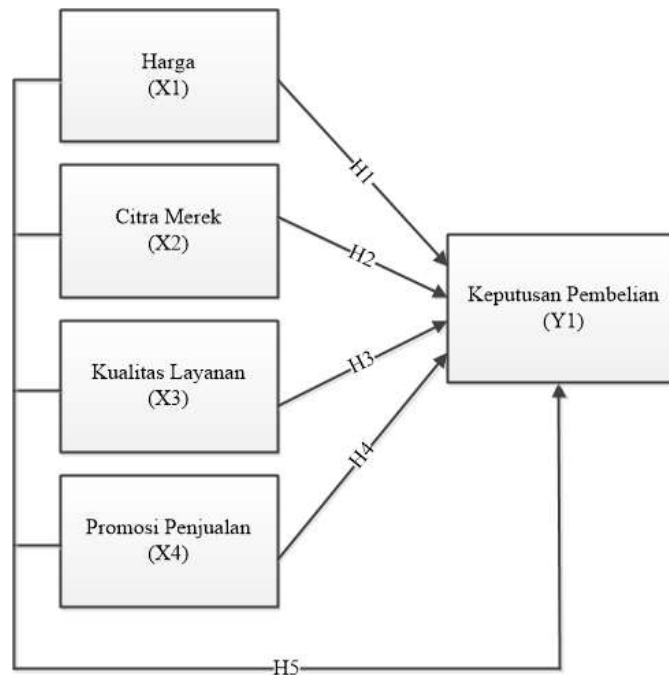 Harga
(X1)
H1
Citra Merek
(X2)
H2
Keputusan Pembelian
(Y1)
Kualitas Layanan
(X3)
H3
H4
Promosi Penjualan
(X4)
H5